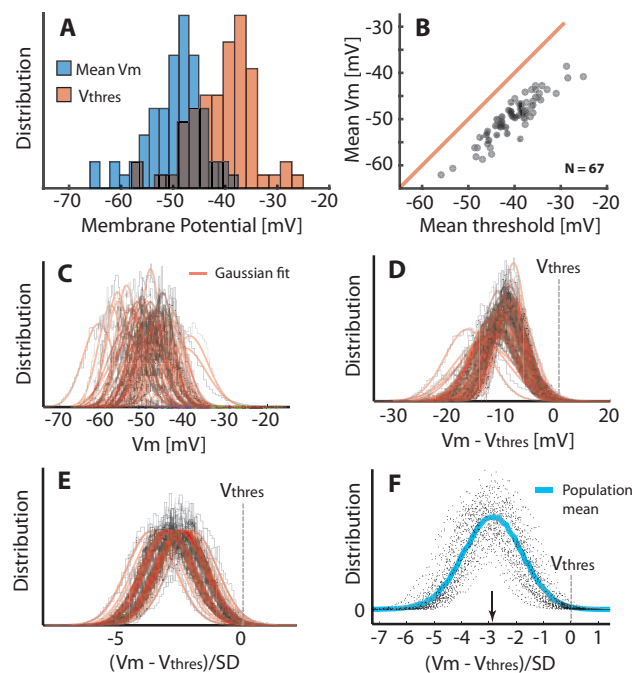 A
Distribution
Mean Vm
Vthres
-70 -60 -50 -40 -30 -20
Membrane Potential [mV]
B
Mean Vm [mV]
-30
-40
-50
-60
N = 67
-60 -50 -40 -30 -20
Mean threshold [mV]
C
Distribution
Gaussian fit
-70 -60 -50 -40 -30 -20
Vm [mV]
D
Distribution
Vthres
-30 -20 -10 0 20
Vm - Vthres [mV]
E
Distribution
Vthres
-5 0
(Vm - Vthres)/SD
F
Distribution
Population
mean
Vthres
0
-7 -6 -5 -4 -3 -2 -1 0 1
(Vm - Vthres)/SD